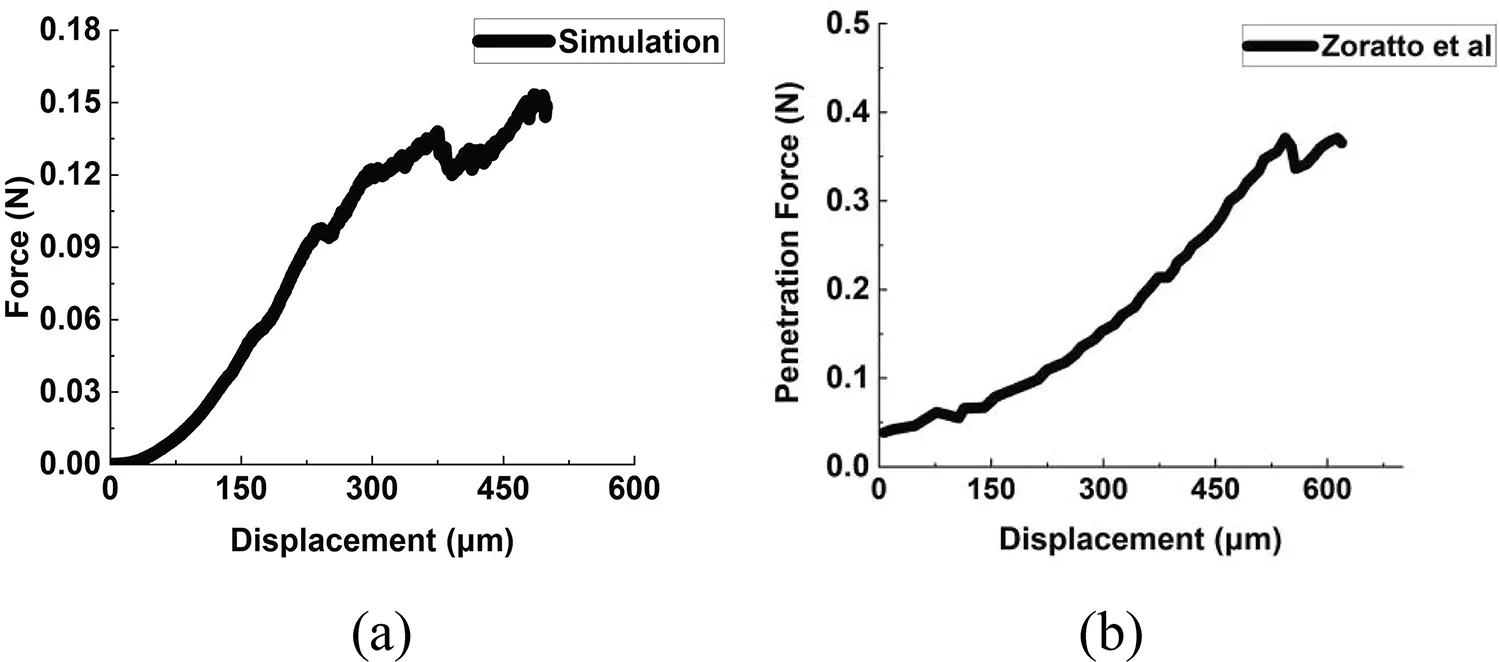 Simulation
0.18
0.15
0.12
0.09
0.06
0.03
0.00
Force (N)
0 150 300 450 600
Displacement (µm)
(a)
Zoratto et al
0.5
0.4
0.3
0.2
0.1
0.0
Penetration Force (N)
0 150 300 450 600
Displacement (µm)
(b)